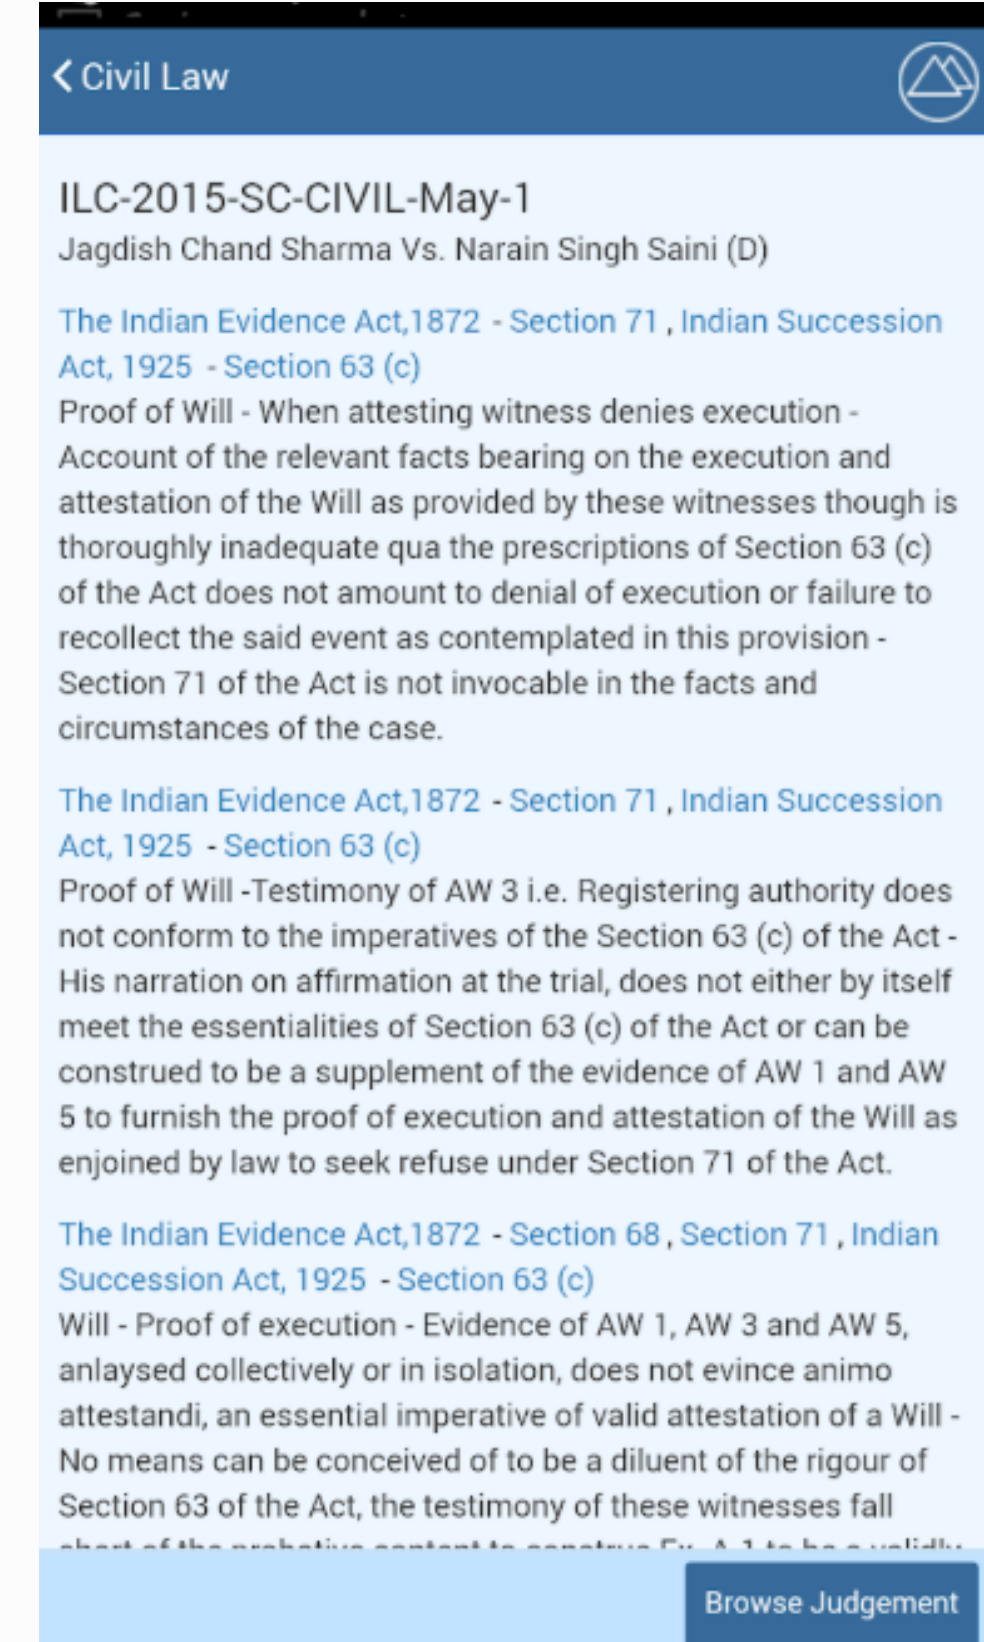 Civil Law
ILC-2015-SC-CIVIL-May-1
Jagdish Chand Sharma Vs. Narain Singh Saini (D)
The Indian Evidence Act,1872 - Section 71 , Indian Succession
Act, 1925 - Section 63 (c)
Proof of Will - When attesting witness denies execution -
Account of the relevant facts bearing on the execution and
attestation of the Will as provided by these witnesses though is
thoroughly inadequate qua the prescriptions of Section 63 (c)
of the Act does not amount to denial of execution or failure to
recollect the said event as contemplated in this provision -
Section 71 of the Act is not invocable in the facts and
circumstances of the case.
The Indian Evidence Act,1872 - Section 71 , Indian Succession
Act, 1925 - Section 63 (c)
Proof of Will -Testimony of AW 3 i.e. Registering authority does
not conform to the imperatives of the Section 63 (c) of the Act -
His narration on affirmation at the trial, does not either by itself
meet the essentialities of Section 63 (c) of the Act or can be
construed to be a supplement of the evidence of AW 1 and AW
5 to furnish the proof of execution and attestation of the Will as
enjoined by law to seek refuse under Section 71 of the Act.
The Indian Evidence Act,1872 - Section 68 , Section 71 , Indian
Succession Act, 1925 - Section 63 (c)
Will - Proof of execution - Evidence of AW 1, AW 3 and AW 5,
anlaysed collectively or in isolation, does not evince animo
attestandi, an essential imperative of valid attestation of a Will -
No means can be conceived of to be a diluent of the rigour of
Section 63 of the Act, the testimony of these witnesses fall
short of the probative content to construe Ex. A 1 to be a validly
Browse Judgement